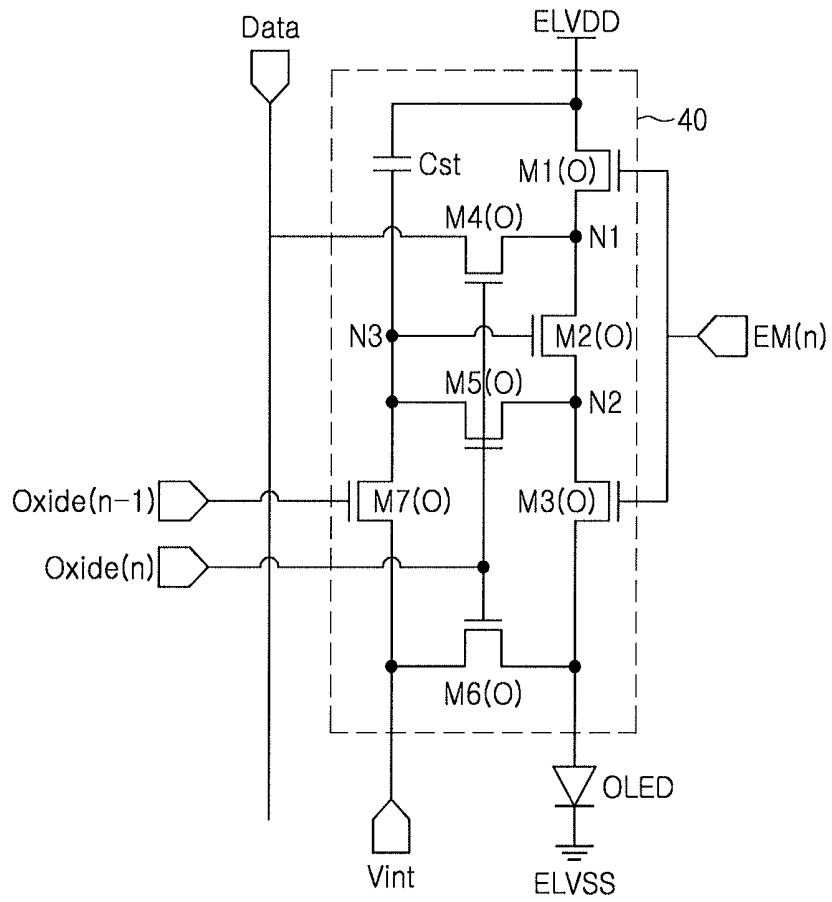 Data
ELVDD
40
Cst
M1(O)
M4(O)
N1
N3
M2(O)
EM(n)
M5(O)
N2
Oxide(n-1)
M7(O)
M3(O)
Oxide(n)
M6(O)
OLED
Vint
ELVSS